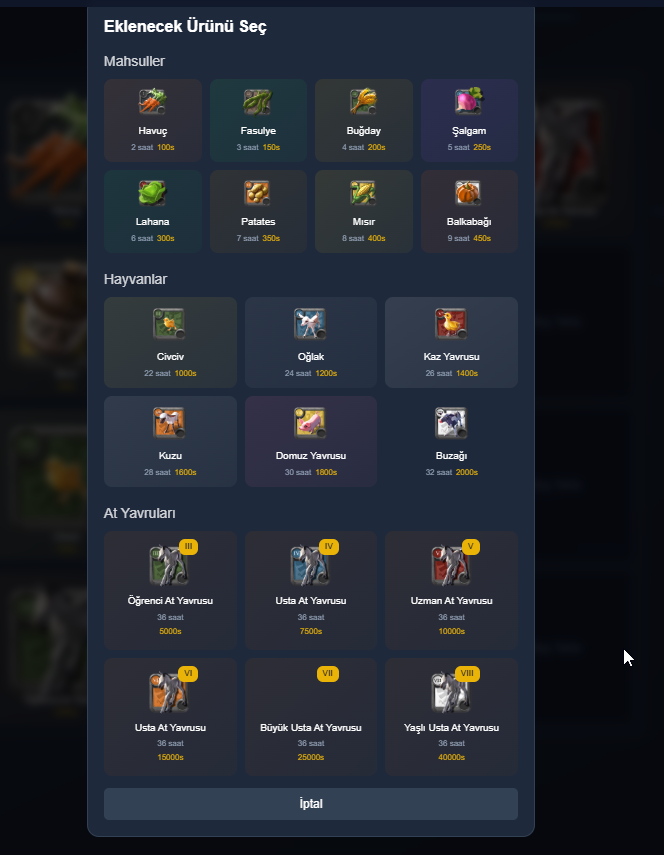 Eklenecek Ürünü Seç
Mahsuller
Havuç
2 saat 100s
Fasulye
3 saat 150s
Buğday
4 saat 200s
Şalgam
5 saat 250s
Lahana
6 saat 300s
Patates
7 saat 350s
Mısır
8 saat 400s
Balkabağı
9 saat 450s
Hayvanlar
Civciv
22 saat 1000s
Oğlak
24 saat 1200s
Kaz Yavrusu
26 saat 1400s
Kuzu
28 saat 1600s
Domuz Yavrusu
30 saat 1800s
Buzağı
32 saat 2000s
At Yavruları
III
Öğrenci At Yavrusu
36 saat
5000s
IV
Usta At Yavrusu
36 saat
7500s
V
Uzman At Yavrusu
36 saat
10000s
VI
Usta At Yavrusu
36 saat
15000s
VII
Büyük Usta At Yavrusu
36 saat
25000s
VIII
Yaşlı Usta At Yavrusu
36 saat
40000s
İptal